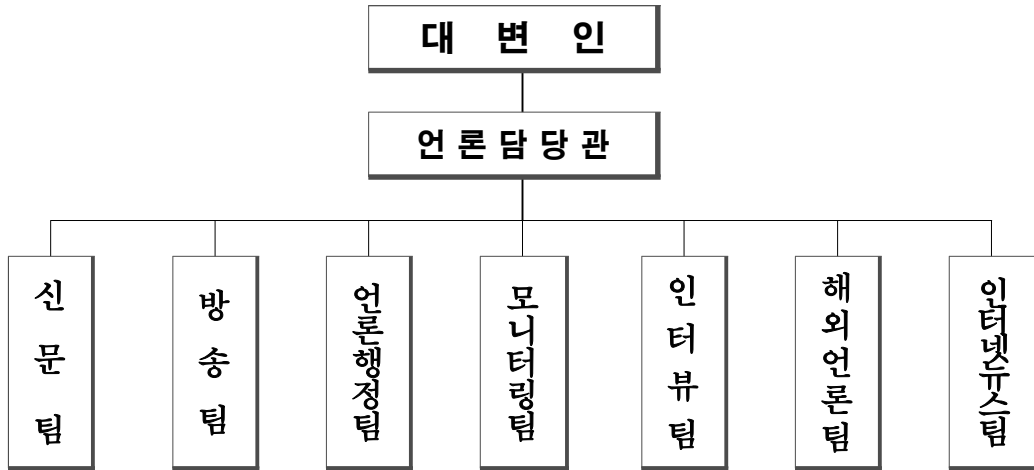 대 변 인
언론담당관
신문팀
방송팀
언론행정팀
모니터링팀
인터뷰팀
해외언론팀
인터넷뉴스팀